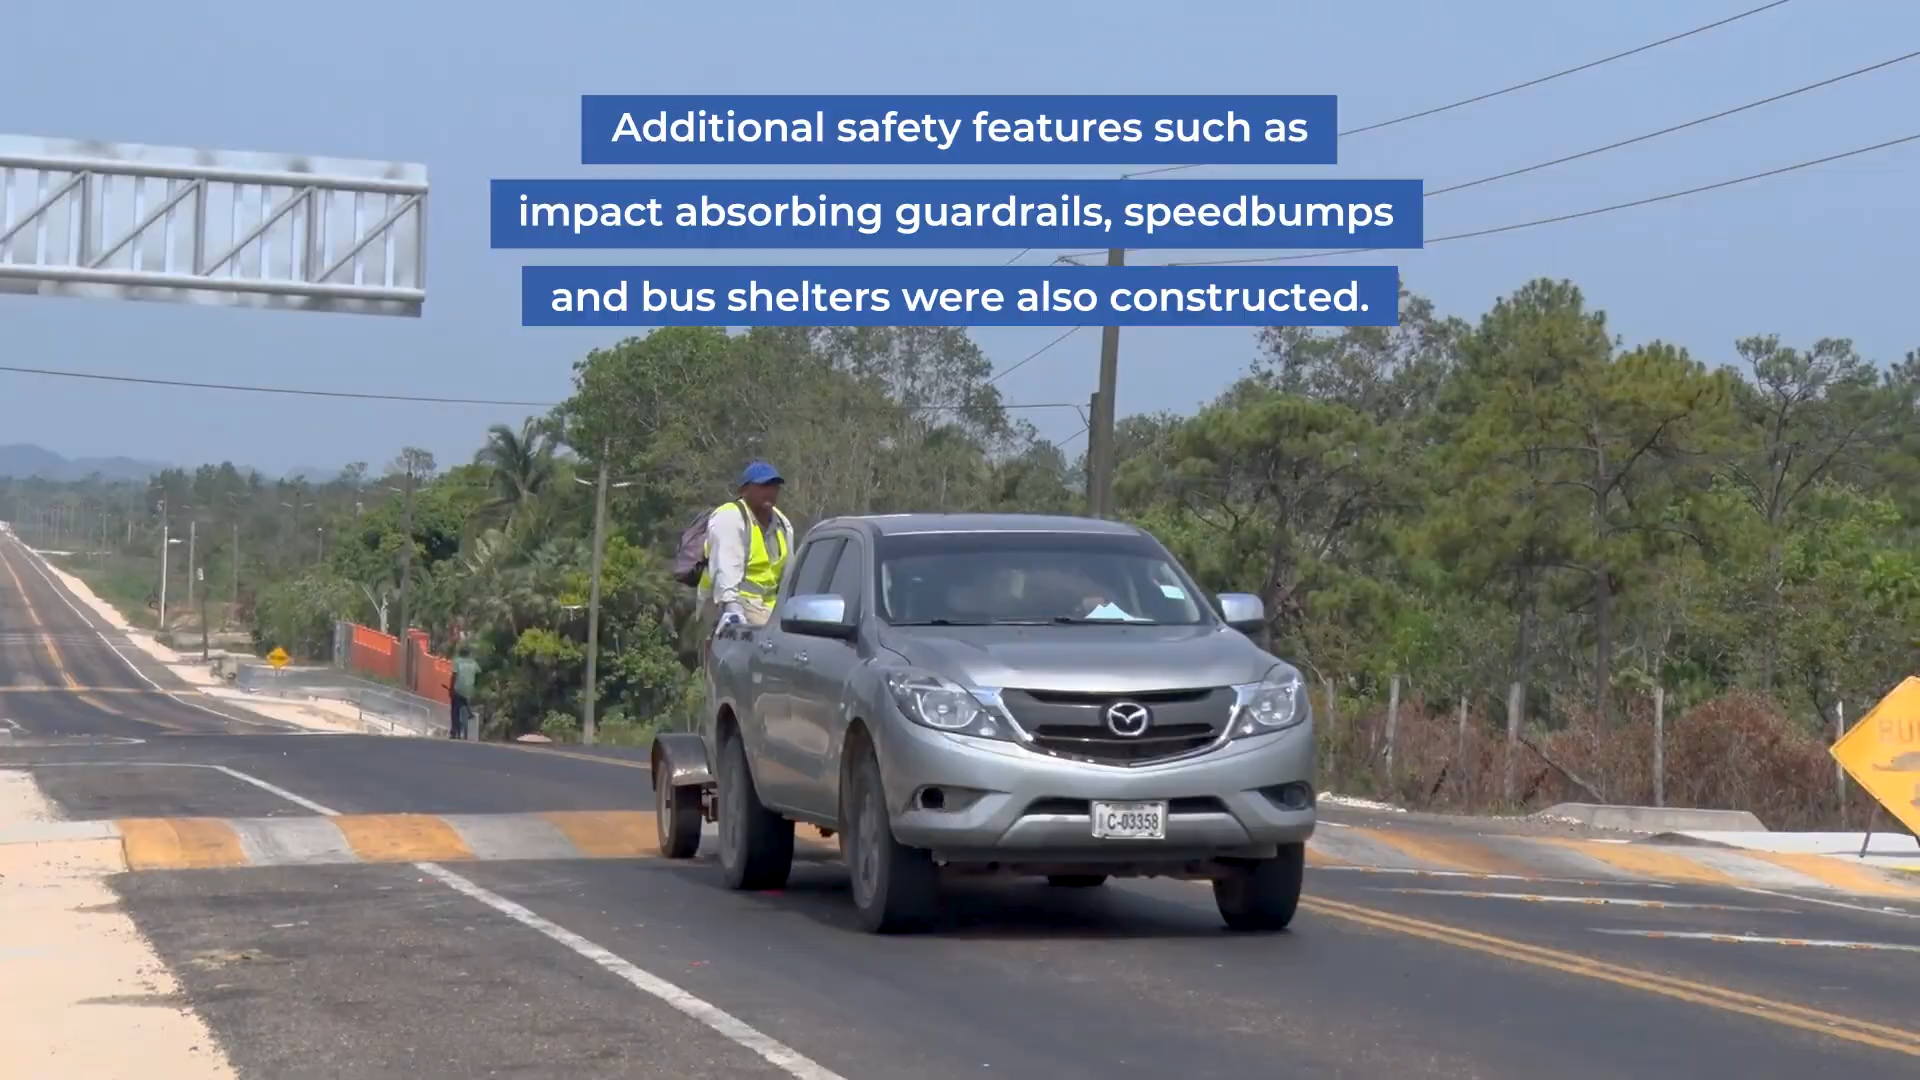 Additional safety features such as
impact absorbing guardrails, speedbumps
and bus shelters were also constructed.
C-03358